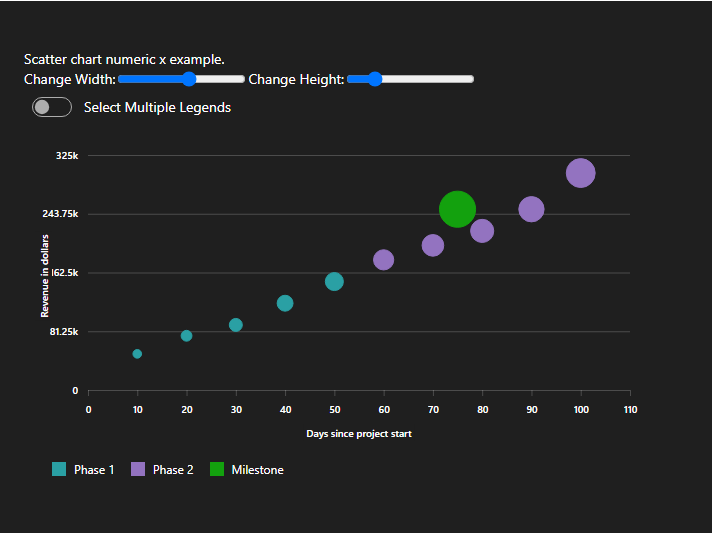 Scatter chart numeric x example.
Change Width: Change Height:
Select Multiple Legends
325k
243.75k
162.5k
81.25k
0
Revenue in dollars
0 10 20 30 40 50 60 70 80 90 100 110
Days since project start
Phase 1 Phase 2 Milestone